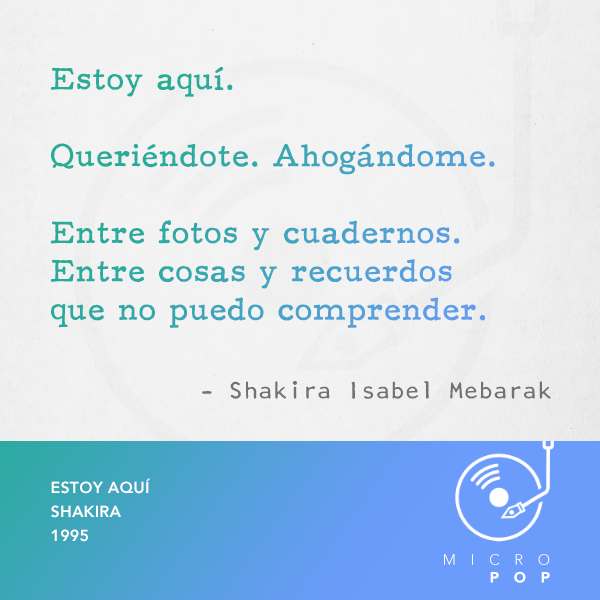 Estoy aquí.
Queriéndote. Ahogándome.
Entre fotos y cuadernos.
Entre cosas y recuerdos
que no puedo comprender.
– Shakira Isabel Mebarak
ESTOY AQUÍ
SHAKIRA
1995
MICRO
POP